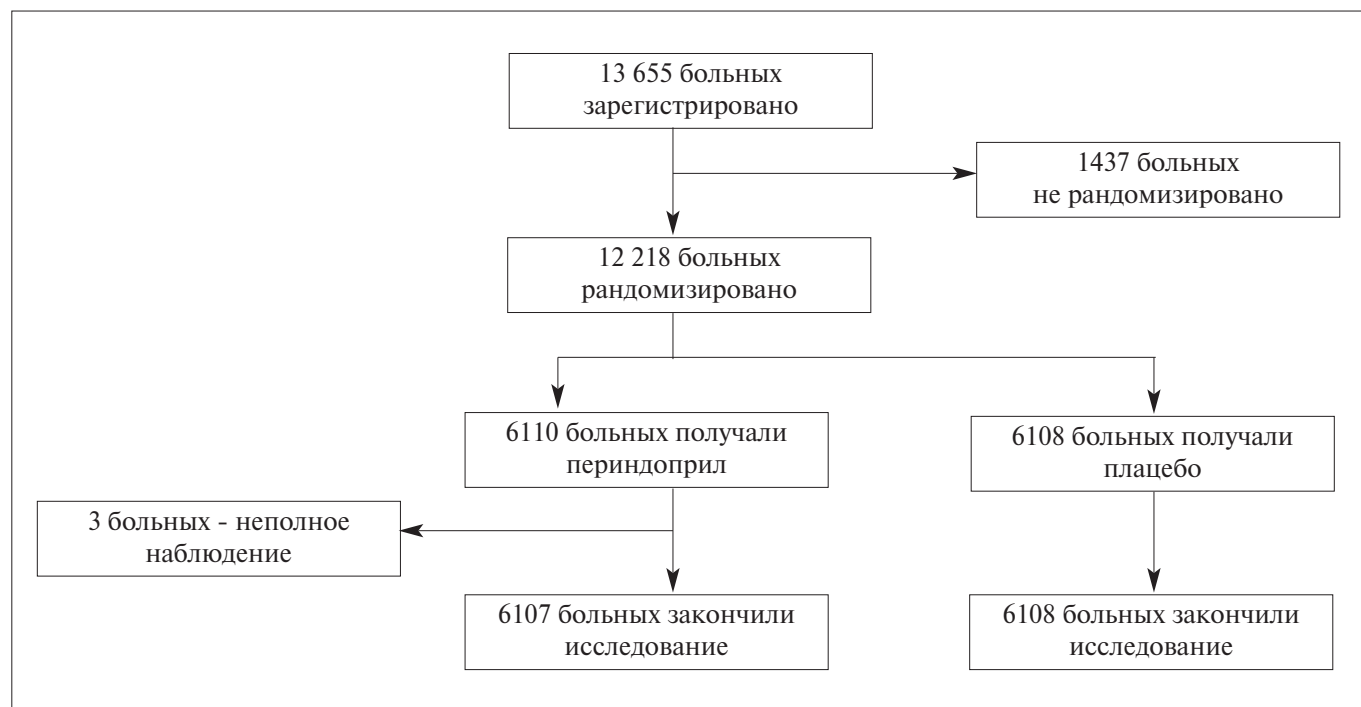 13 655 больных
зарегистрировано
1437 больных
не рандомизировано
12 218 больных
рандомизировано
6110 больных получали
периндоприл
6108 больных получали
плацебо
3 больных - неполное
наблюдение
6107 больных закончили
исследование
6108 больных закончили
исследование